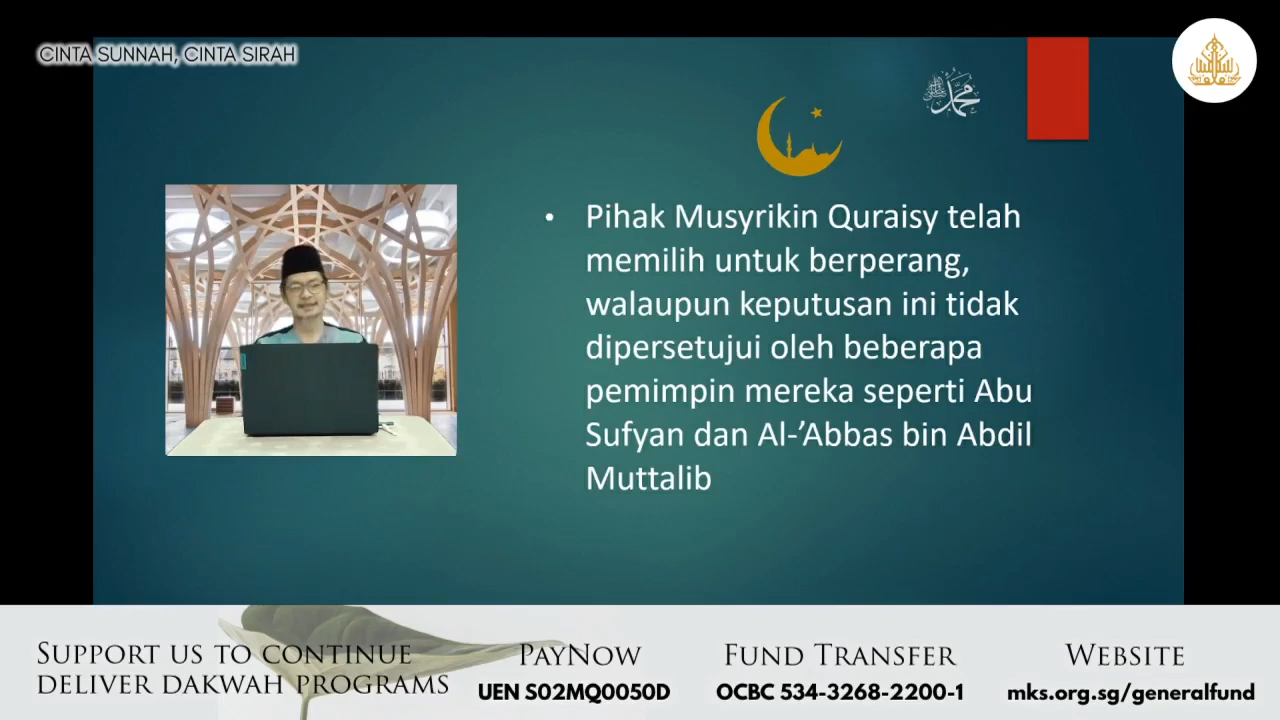 CINTA SUNNAH, CINTA SIRAH
محمد
• Pihak Musyrikin Quraisy telah
memilih untuk berperang,
walaupun keputusan ini tidak
dipersetujui oleh beberapa
pemimpin mereka seperti Abu
Sufyan dan Al-’Abbas bin Abdil
Muttalib
SUPPORT US TO CONTINUE
DELIVER DAKWAH PROGRAMS
PAYNOW
UEN S02MQ0050D
FUND TRANSFER
OCBC 534-3268-2200-1
WEBSITE
mks.org.sg/generalfund